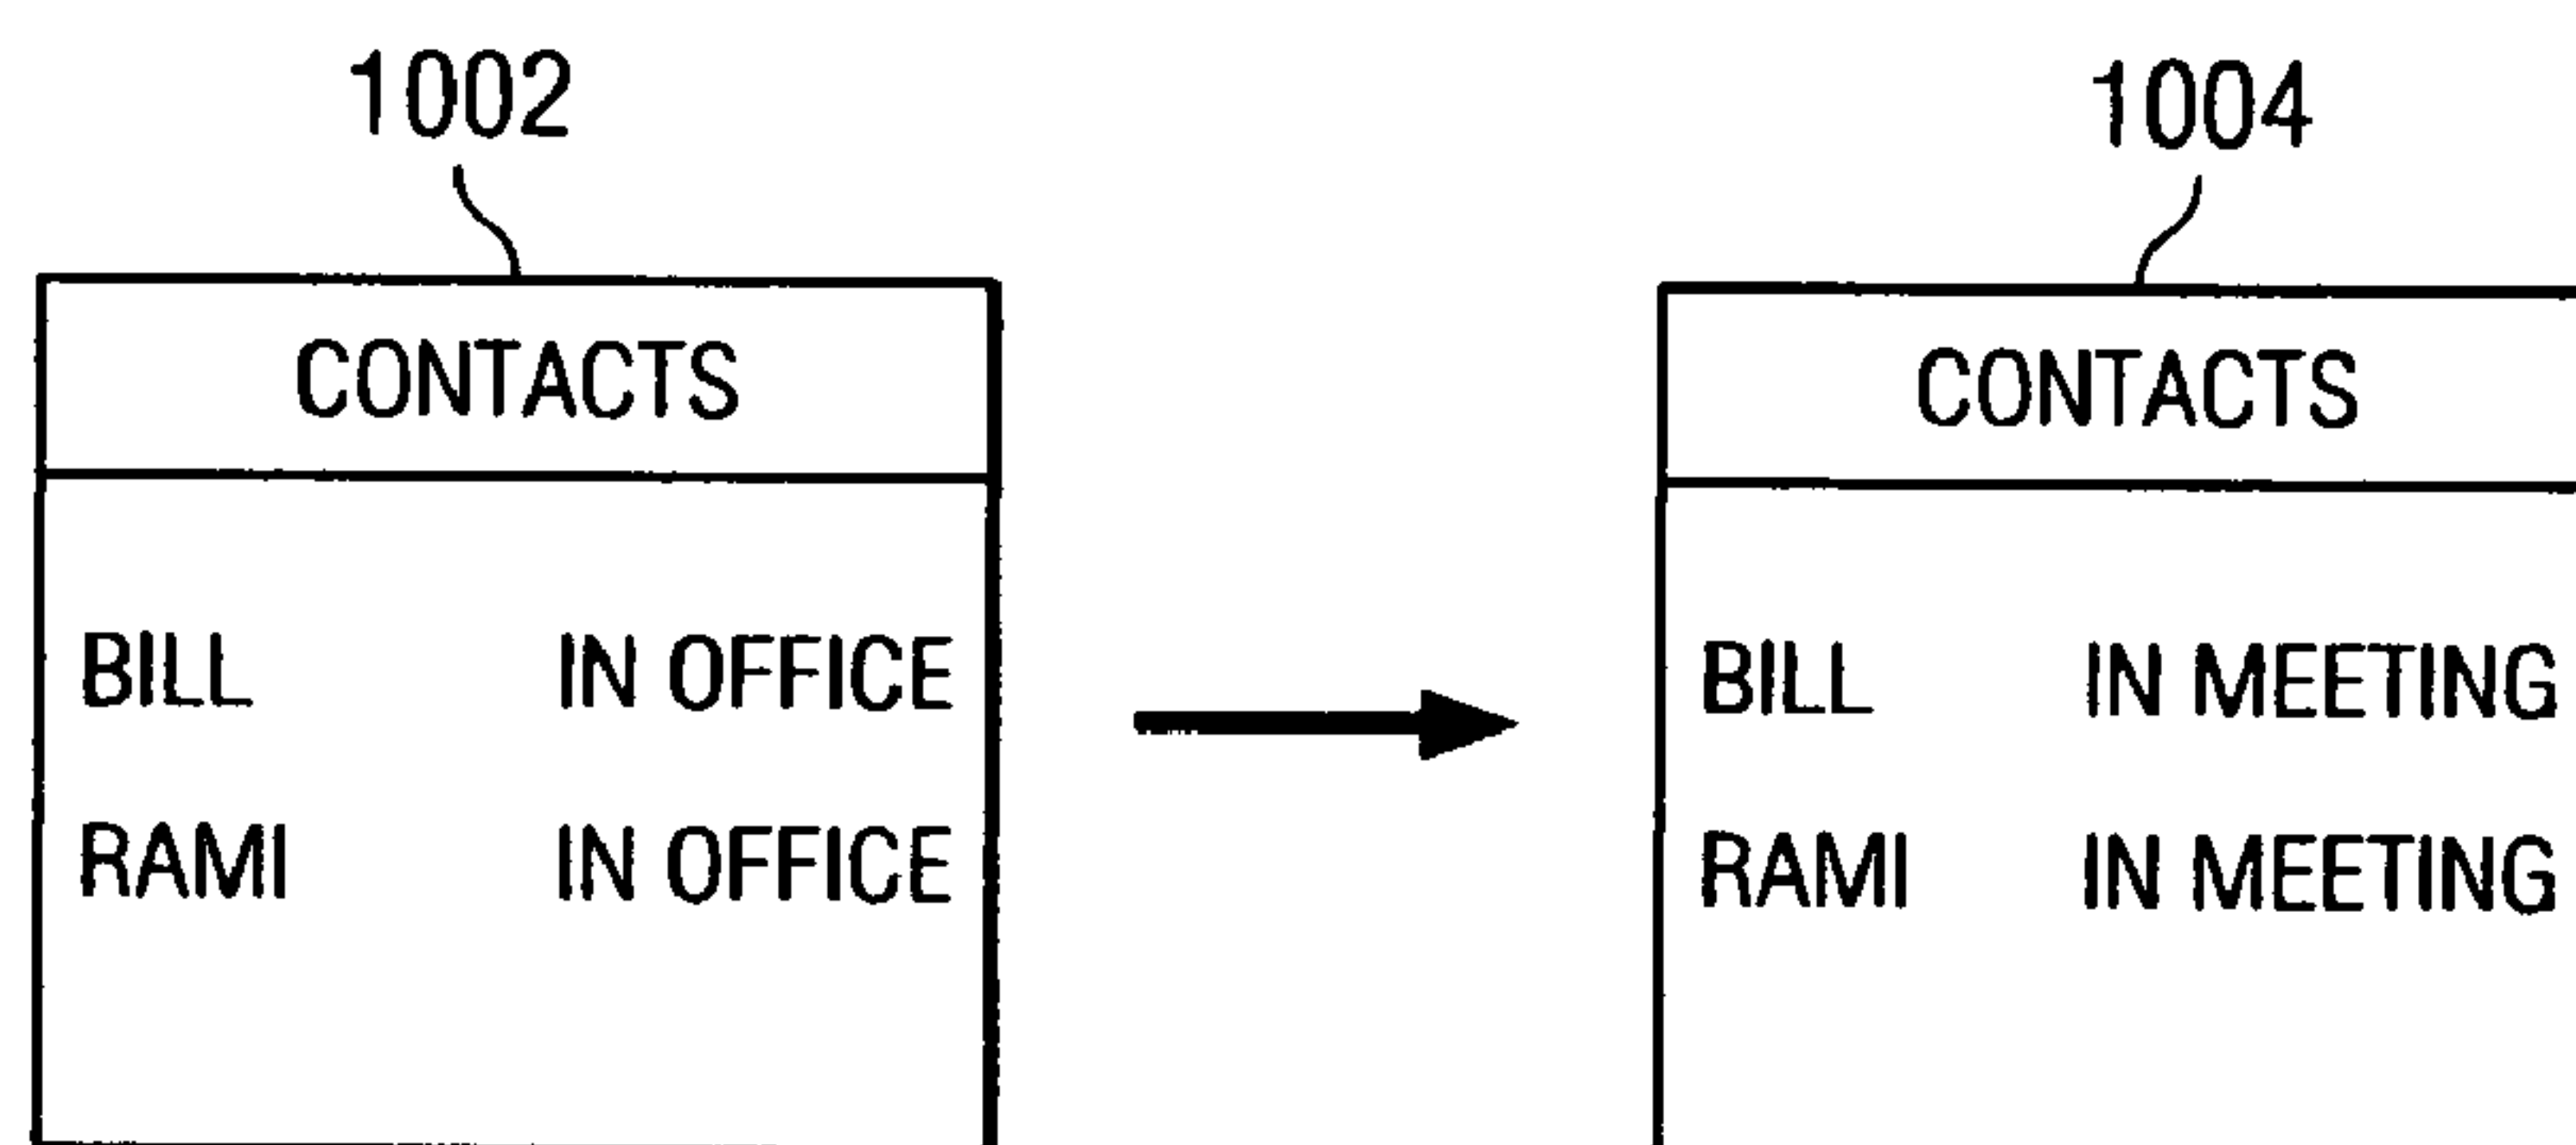 1002
CONTACTS
BILL IN OFFICE
RAMI IN OFFICE
1004
CONTACTS
BILL IN MEETING
RAMI IN MEETING